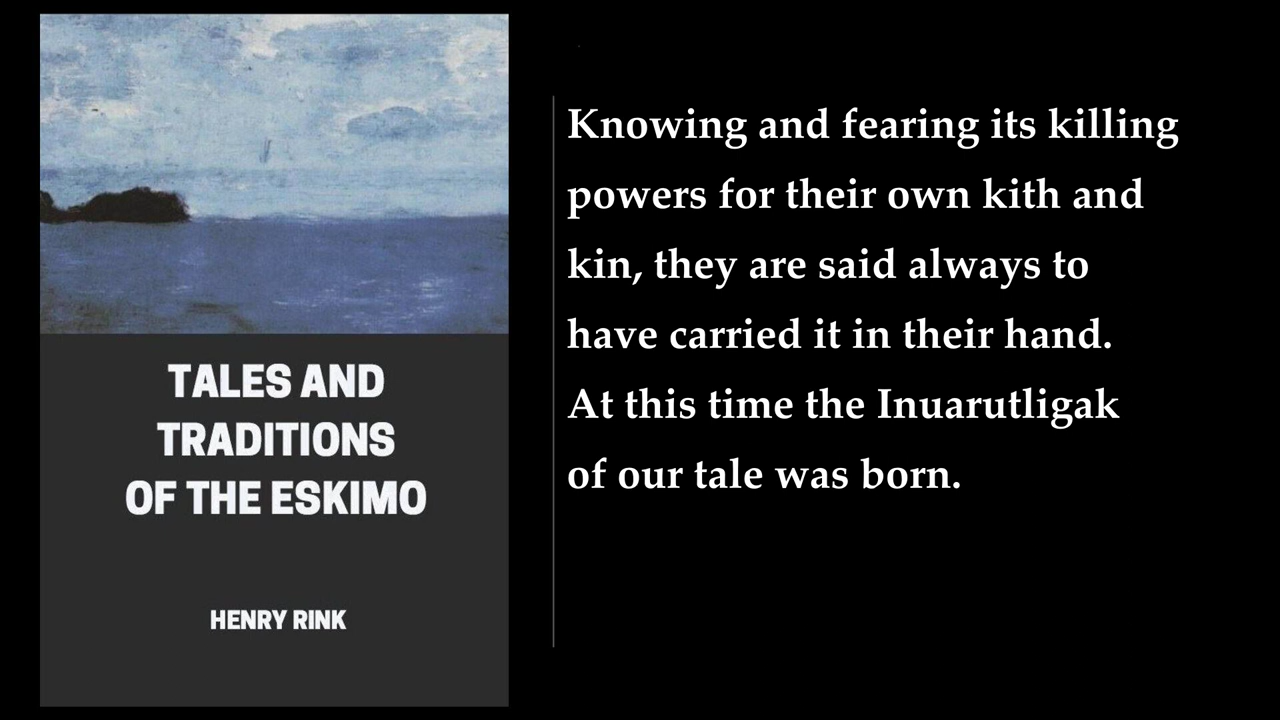 TALES AND
TRADITIONS
OF THE ESKIMO
HENRY RINK
Knowing and fearing its killing
powers for their own kith and
kin, they are said always to
have carried it in their hand.
At this time the Inuarutligak
of our tale was born.